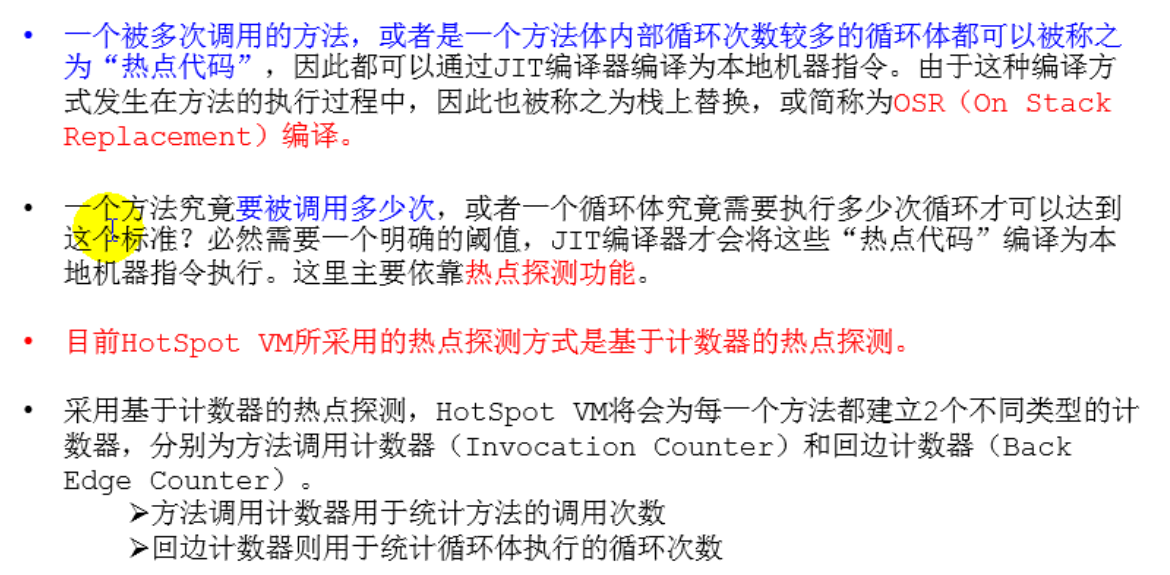 • 一个被多次调用的方法，或者是一个方法体内部循环次数较多的循环体都可以被称之
为“热点代码”，因此都可以通过JIT编译器编译为本地机器指令。由于这种编译方
式发生在方法的执行过程中，因此也被称之为栈上替换，或简称为OSR（On Stack
Replacement）编译。
• 一个方法究竟要被调用多少次，或者一个循环体究竟需要执行多少次循环才可以达到
这个标准？必然需要一个明确的阈值，JIT编译器才会将这些“热点代码”编译为本
地机器指令执行。这里主要依靠热点探测功能。
• 目前HotSpot VM所采用的热点探测方式是基于计数器的热点探测。
• 采用基于计数器的热点探测，HotSpot VM将会为每一个方法都建立2个不同类型的计
数器，分别为方法调用计数器（Invocation Counter）和回边计数器（Back
Edge Counter）。
➢方法调用计数器用于统计方法的调用次数
➢回边计数器则用于统计循环体执行的循环次数